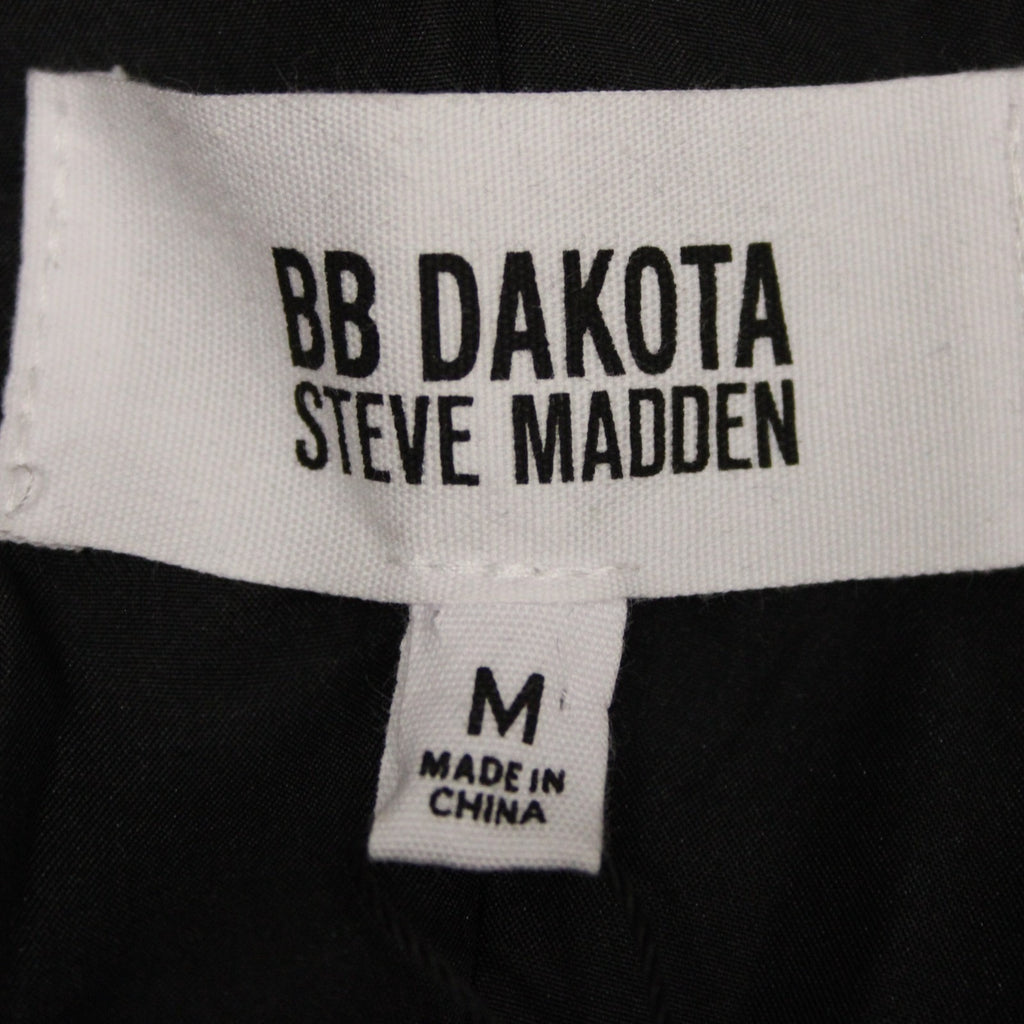 BB DAKOTA
STEVE MADDEN
M
MADE IN
CHINA